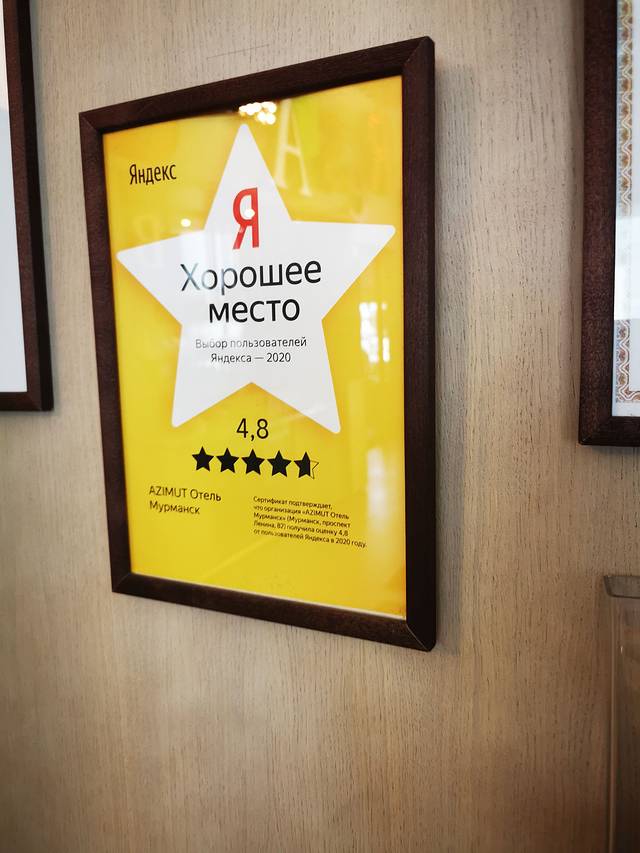 Яндекс
Я
Хорошее
место
Выбор пользователей
Яндекса — 2020
4,8
AZIMUT Отель
Мурманск
Сертификат подтверждает,
что организация «AZIMUT Отель
Мурманск» (Мурманск, проспект
Ленина, 82) получила оценку 4,8
от пользователей Яндекса в 2020 году.